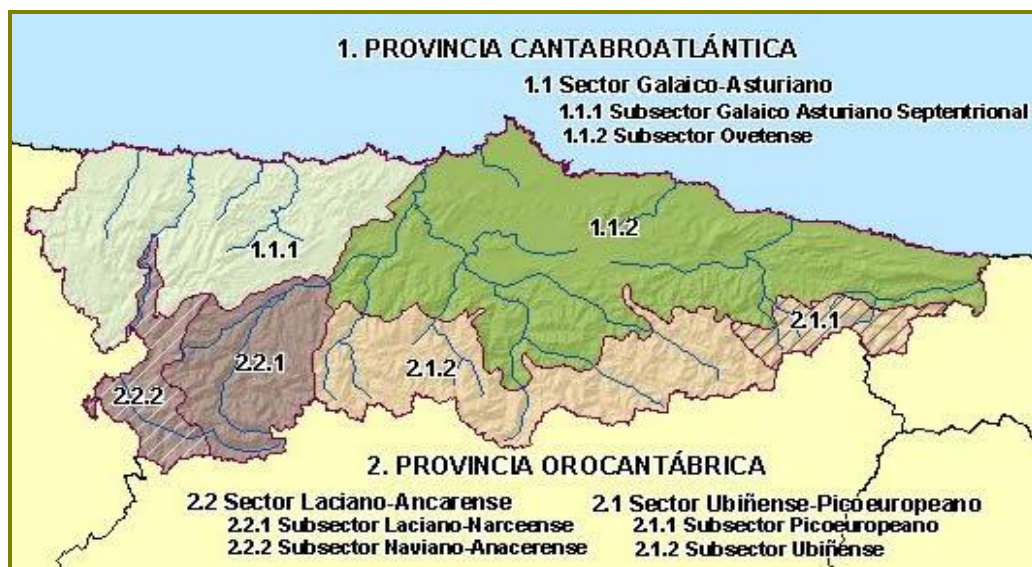 1. PROVINCIA CANTABROATLÁNTICA
1.1 Sector Galaico-Asturiano
1.1.1 Subsector Galaico Asturiano Septentrional
1.1.2 Subsector Ovetense
1.1.1
1.1.2
2.1.1
2.2.1
2.1.2
2.2.2
2. PROVINCIA OROCANTÁBRICA
2.2 Sector Laciano-Ancarense
2.2.1 Subsector Laciano-Narceense
2.2.2 Subsector Naviano-Anacerense
2.1 Sector Ubiñense-Picoeuropeano
2.1.1 Subsector Picoeuropeano
2.1.2 Subsector Ubiñense